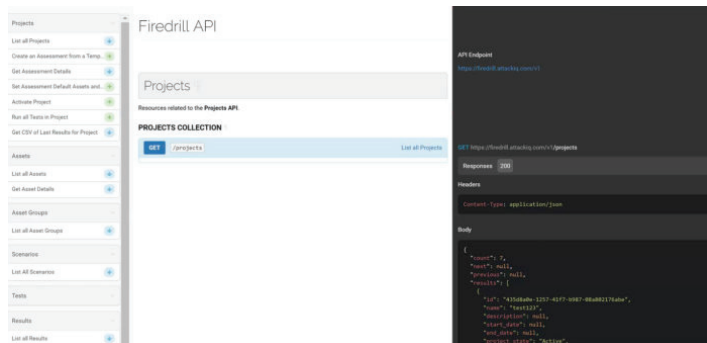 Projects
List all Projects
Create an Assessment from a Temp..
Get Assessment Details
Set Assessment Default Assets and..
Activate Project
Run all Tests in Project
Get CSV of Last Results for Project
Assets
List all Assets
Get Asset Details
Asset Groups
List all Asset Groups
Scenarios
List All Scenarios
Tests
Results
List all Results
Firedrill API
Projects
Resources related to the Projects API.
PROJECTS COLLECTION
GET /projects List all Projects
API Endpoint
https://firedrill.attackiq.com/v1
GET https://firedrill.attackiq.com/v1/projects
Responses 200
Headers
Content-Type: application/json
Body
{
"count": 7,
"next": null,
"previous": null,
"results": [
{
"name": "test123",
"description": null,
"start_date": null,
"end_date": null,
"project_state": "Active",